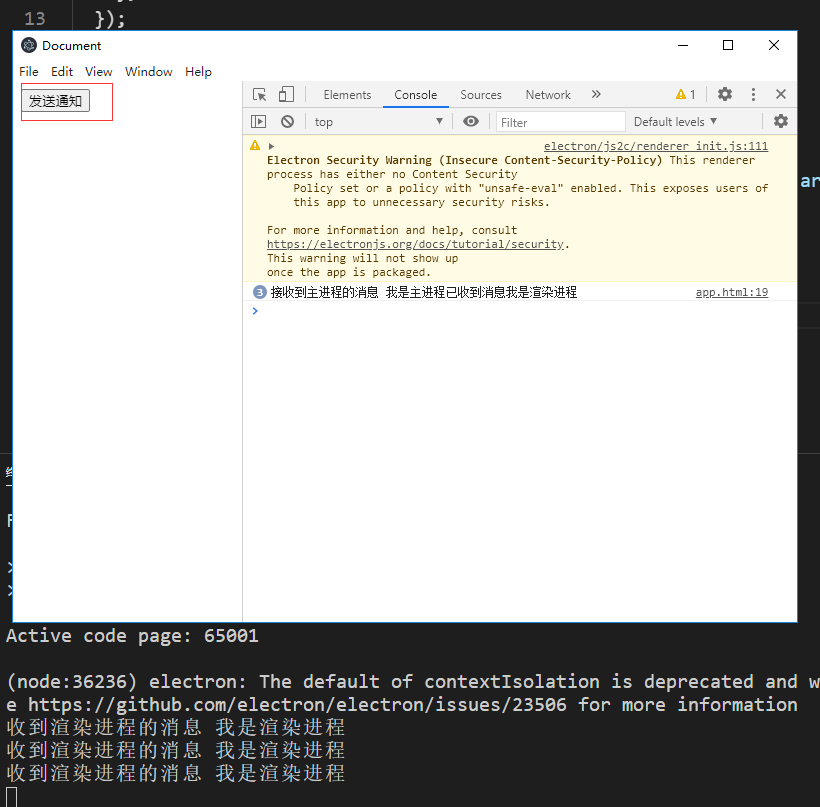 13 });
Document
File Edit View Window Help
发送通知
Elements Console Sources Network » 1
top Filter Default levels
electron/js2c/renderer_init.js:111
Electron Security Warning (Insecure Content-Security-Policy) This renderer
process has either no Content Security
Policy set or a policy with "unsafe-eval" enabled. This exposes users of
this app to unnecessary security risks.
For more information and help, consult
https://electronjs.org/docs/tutorial/security.
This warning will not show up
once the app is packaged.
3 接收到主进程的消息 我是主进程已收到消息我是渲染进程 app.html:19
>
ar
Active code page: 65001
(node:36236) electron: The default of contextIsolation is deprecated and w
e https://github.com/electron/electron/issues/23506 for more information
收到渲染进程的消息 我是渲染进程
收到渲染进程的消息 我是渲染进程
收到渲染进程的消息 我是渲染进程